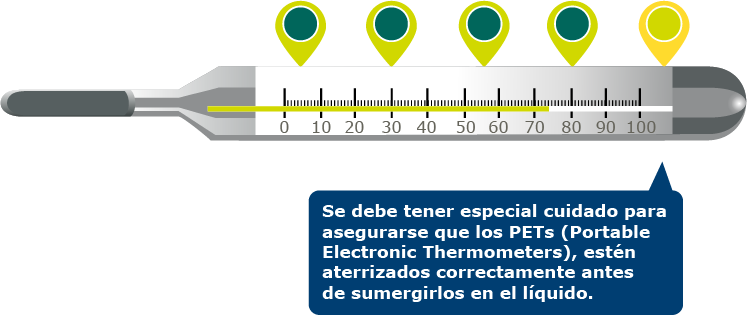 0 10 20 30 40 50 60 70 80 90 100
Se debe tener especial cuidado para
asegurarse que los PETs (Portable
Electronic Thermometers), estén
aterrizados correctamente antes
de sumergirlos en el líquido.